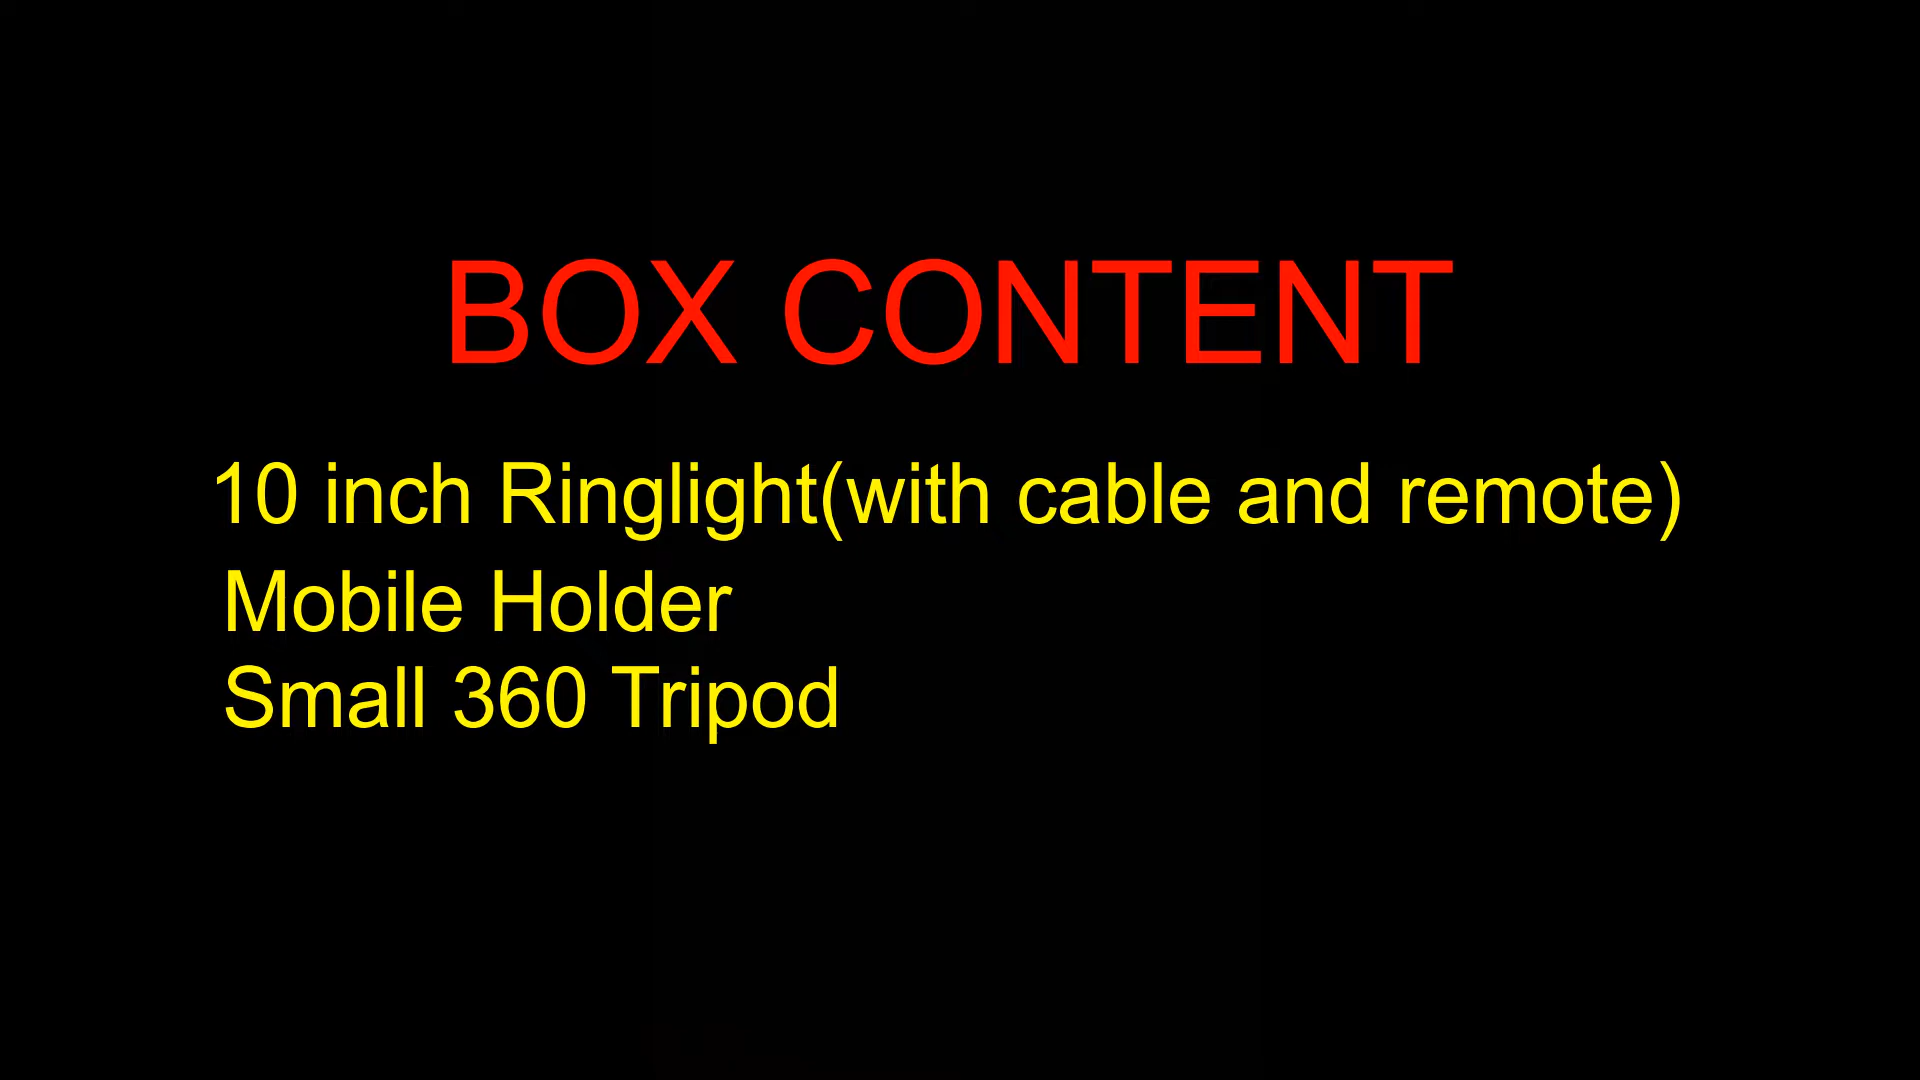 BOX CONTENT
10 inch Ringlight(with cable and remote)
Mobile Holder
Small 360 Tripod